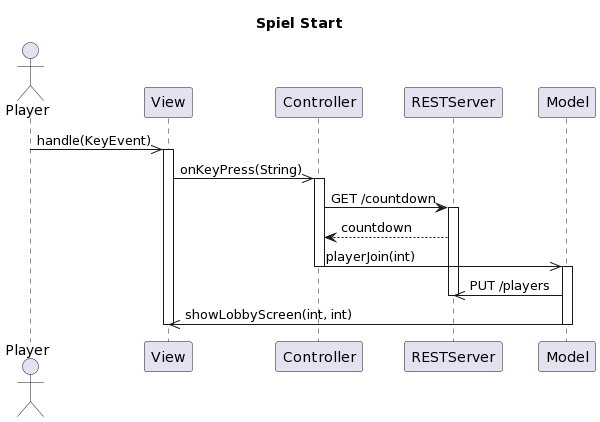 Spiel Start
Player
View
Controller
RESTServer
Model
handle(KeyEvent)
onKeyPress(String)
GET /countdown
countdown
playerJoin(int)
PUT /players
showLobbyScreen(int, int)
Player
View
Controller
RESTServer
Model